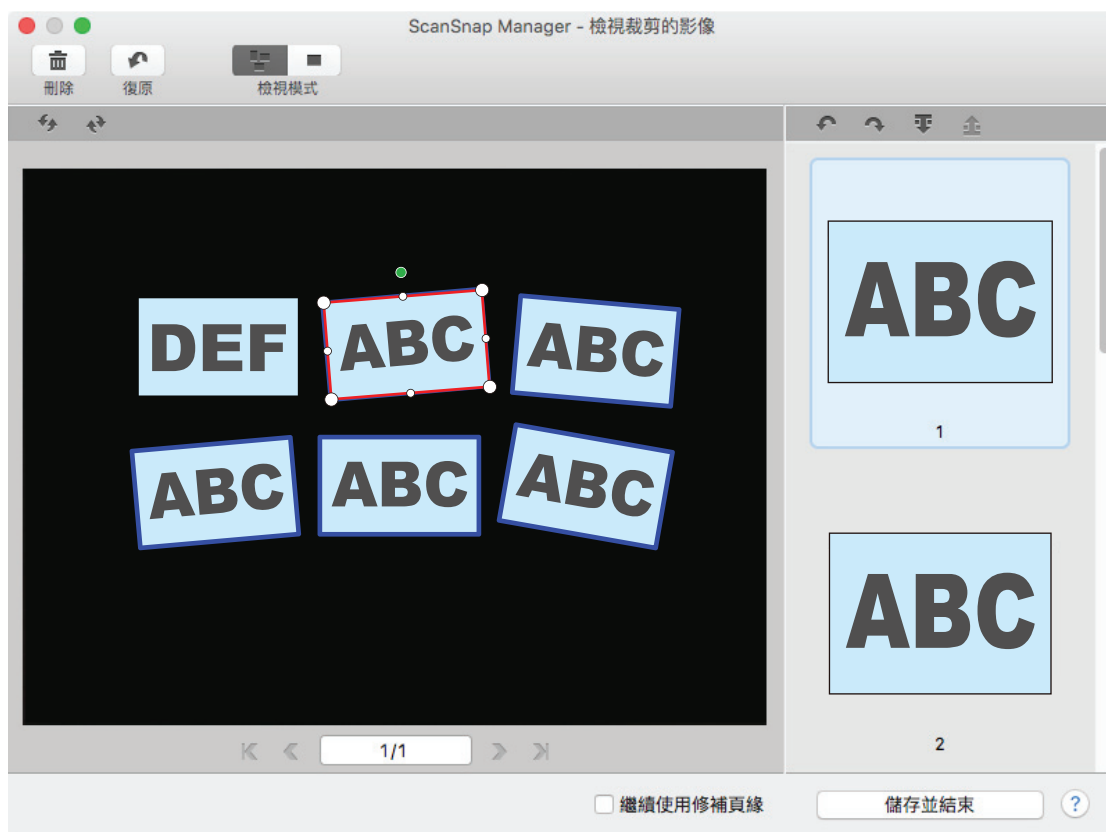 ScanSnap Manager - 檢視裁剪的影像
刪除 復原 檢視模式
DEF ABC ABC
ABC ABC ABC
ABC
1
ABC
2
1/1
繼續使用修補頁緣 儲存並結束 ?